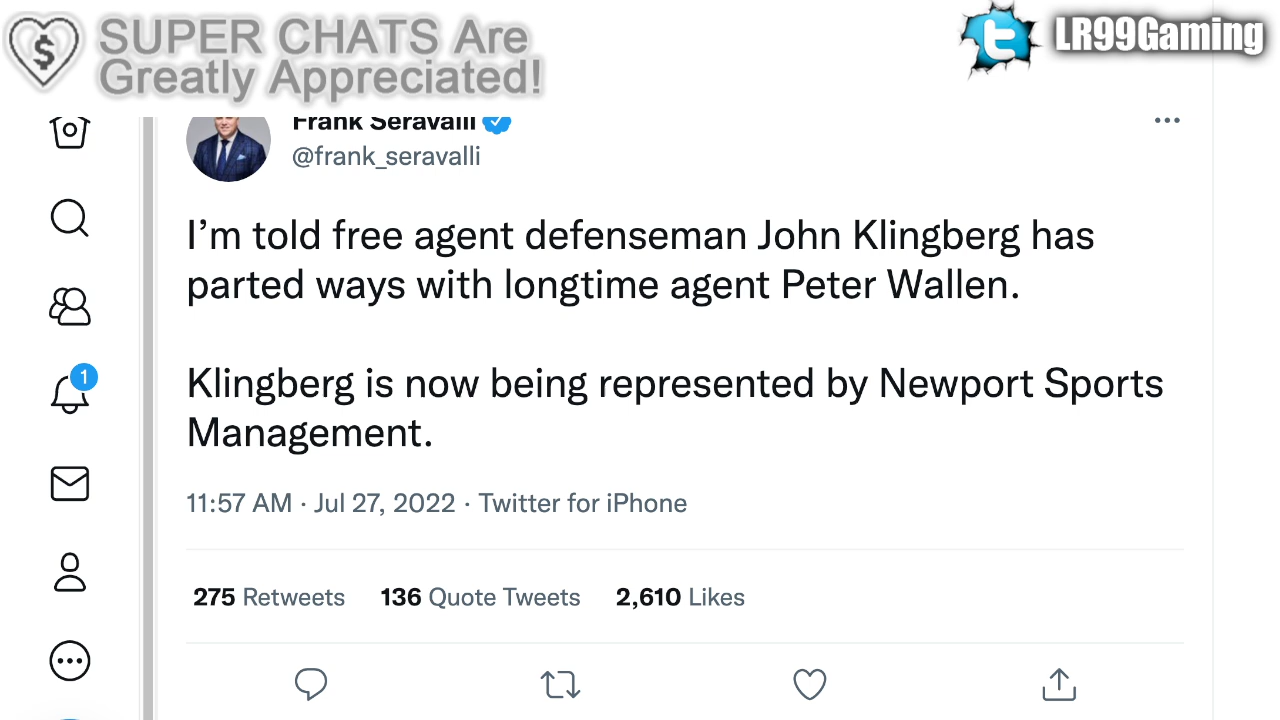 SUPER CHATS Are
Greatly Appreciated!
LR99Gaming
Frank Seravalli
@frank_seravalli
I’m told free agent defenseman John Klingberg has
parted ways with longtime agent Peter Wallen.
Klingberg is now being represented by Newport Sports
Management.
11:57 AM · Jul 27, 2022 · Twitter for iPhone
275 Retweets 136 Quote Tweets 2,610 Likes
1